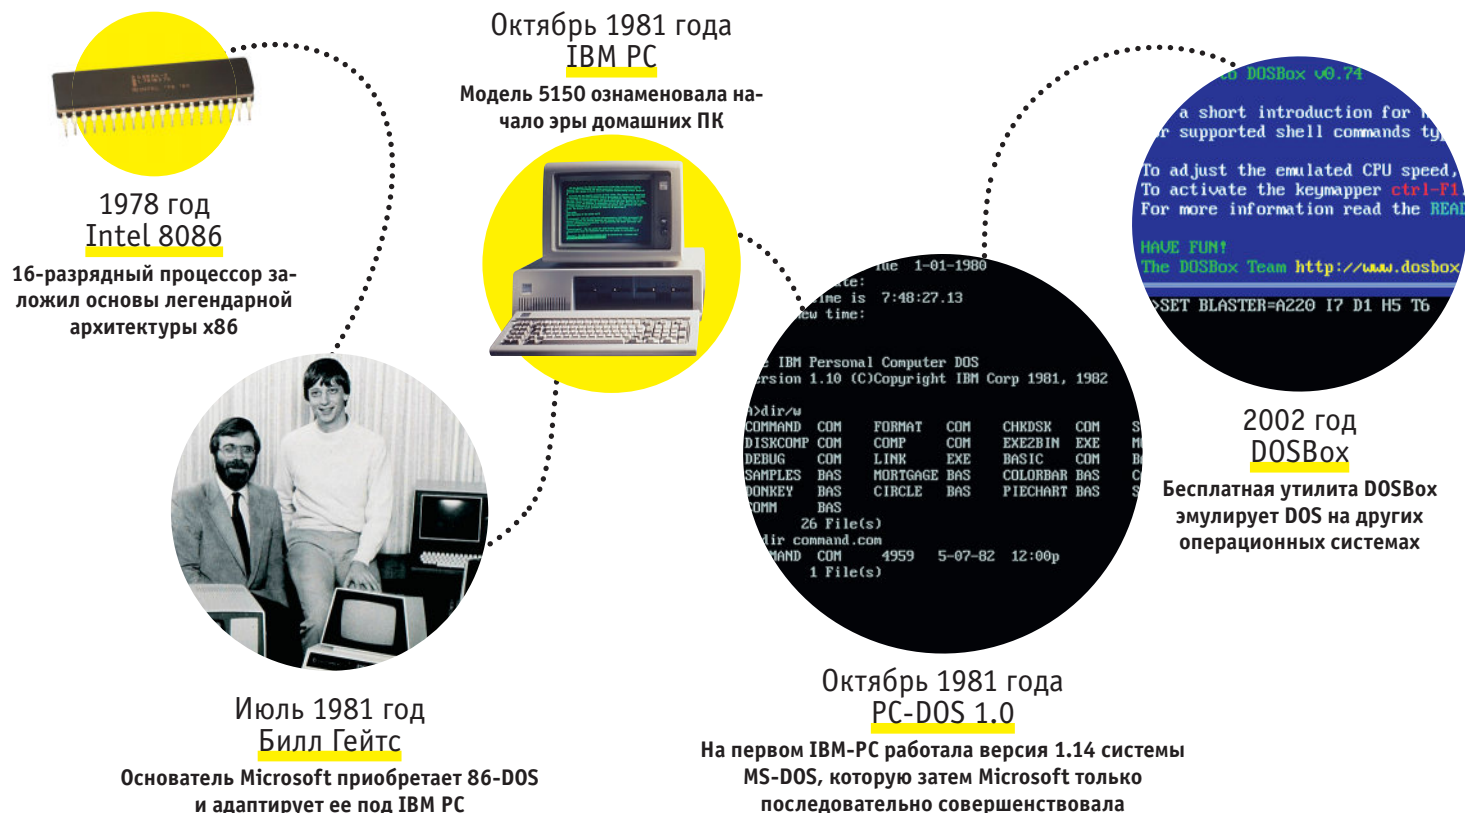 1978 год
Intel 8086
16-разрядный процессор за-
ложил основы легендарной
архитектуры x86
Июль 1981 год
Билл Гейтс
Основатель Microsoft приобретает 86-DOS
и адаптирует ее под IBM PC
Октябрь 1981 года
IBM PC
Модель 5150 ознаменовала на-
чало эры домашних ПК
1-01-1980
is 7:48:27.13
time:
IBM Personal Computer DOS
1.10 (C)Copyright IBM Corp 1981, 1982
A>dir/w
COMMAND COM FORMAT COM CHKDSK COM
DISKCOMP COM COMP COM EXE2BIN EXE
DEBUG COM LINK EXE BASIC COM
SAMPLES BAS MORTGAGE BAS COLORBAR BAS
DONKEY BAS CIRCLE BAS PIECHART BAS
COMM BAS
26 File(s)
dir command.com
COM 4959 5-07-82 12:00p
1 File(s)
Октябрь 1981 года
PC-DOS 1.0
На первом IBM-PC работала версия 1.14 системы
MS-DOS, которую затем Microsoft только
последовательно совершенствовала
to DOSBox v0.74
a short introduction for
supported shell commands
To adjust the emulated CPU speed,
To activate the keymapper ctrl-F1.
For more information read the READ
HAVE FUN!
The DOSBox Team http://www.dosbox
>SET BLASTER=A220 I7 D1 H5 T6
2002 год
DOSBox
Бесплатная утилита DOSBox
эмулирует DOS на других
операционных системах